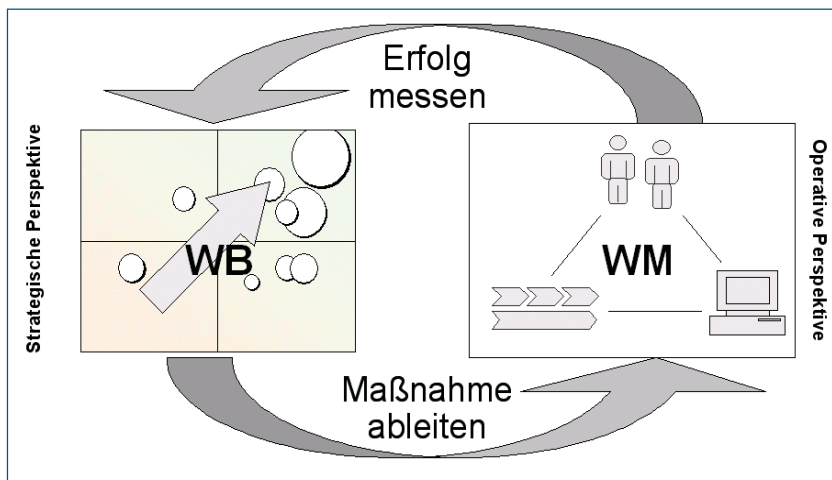 Erfolg
messen
Strategische Perspektive
WB
WM
Operative Perspektive
Maßnahme
ableiten